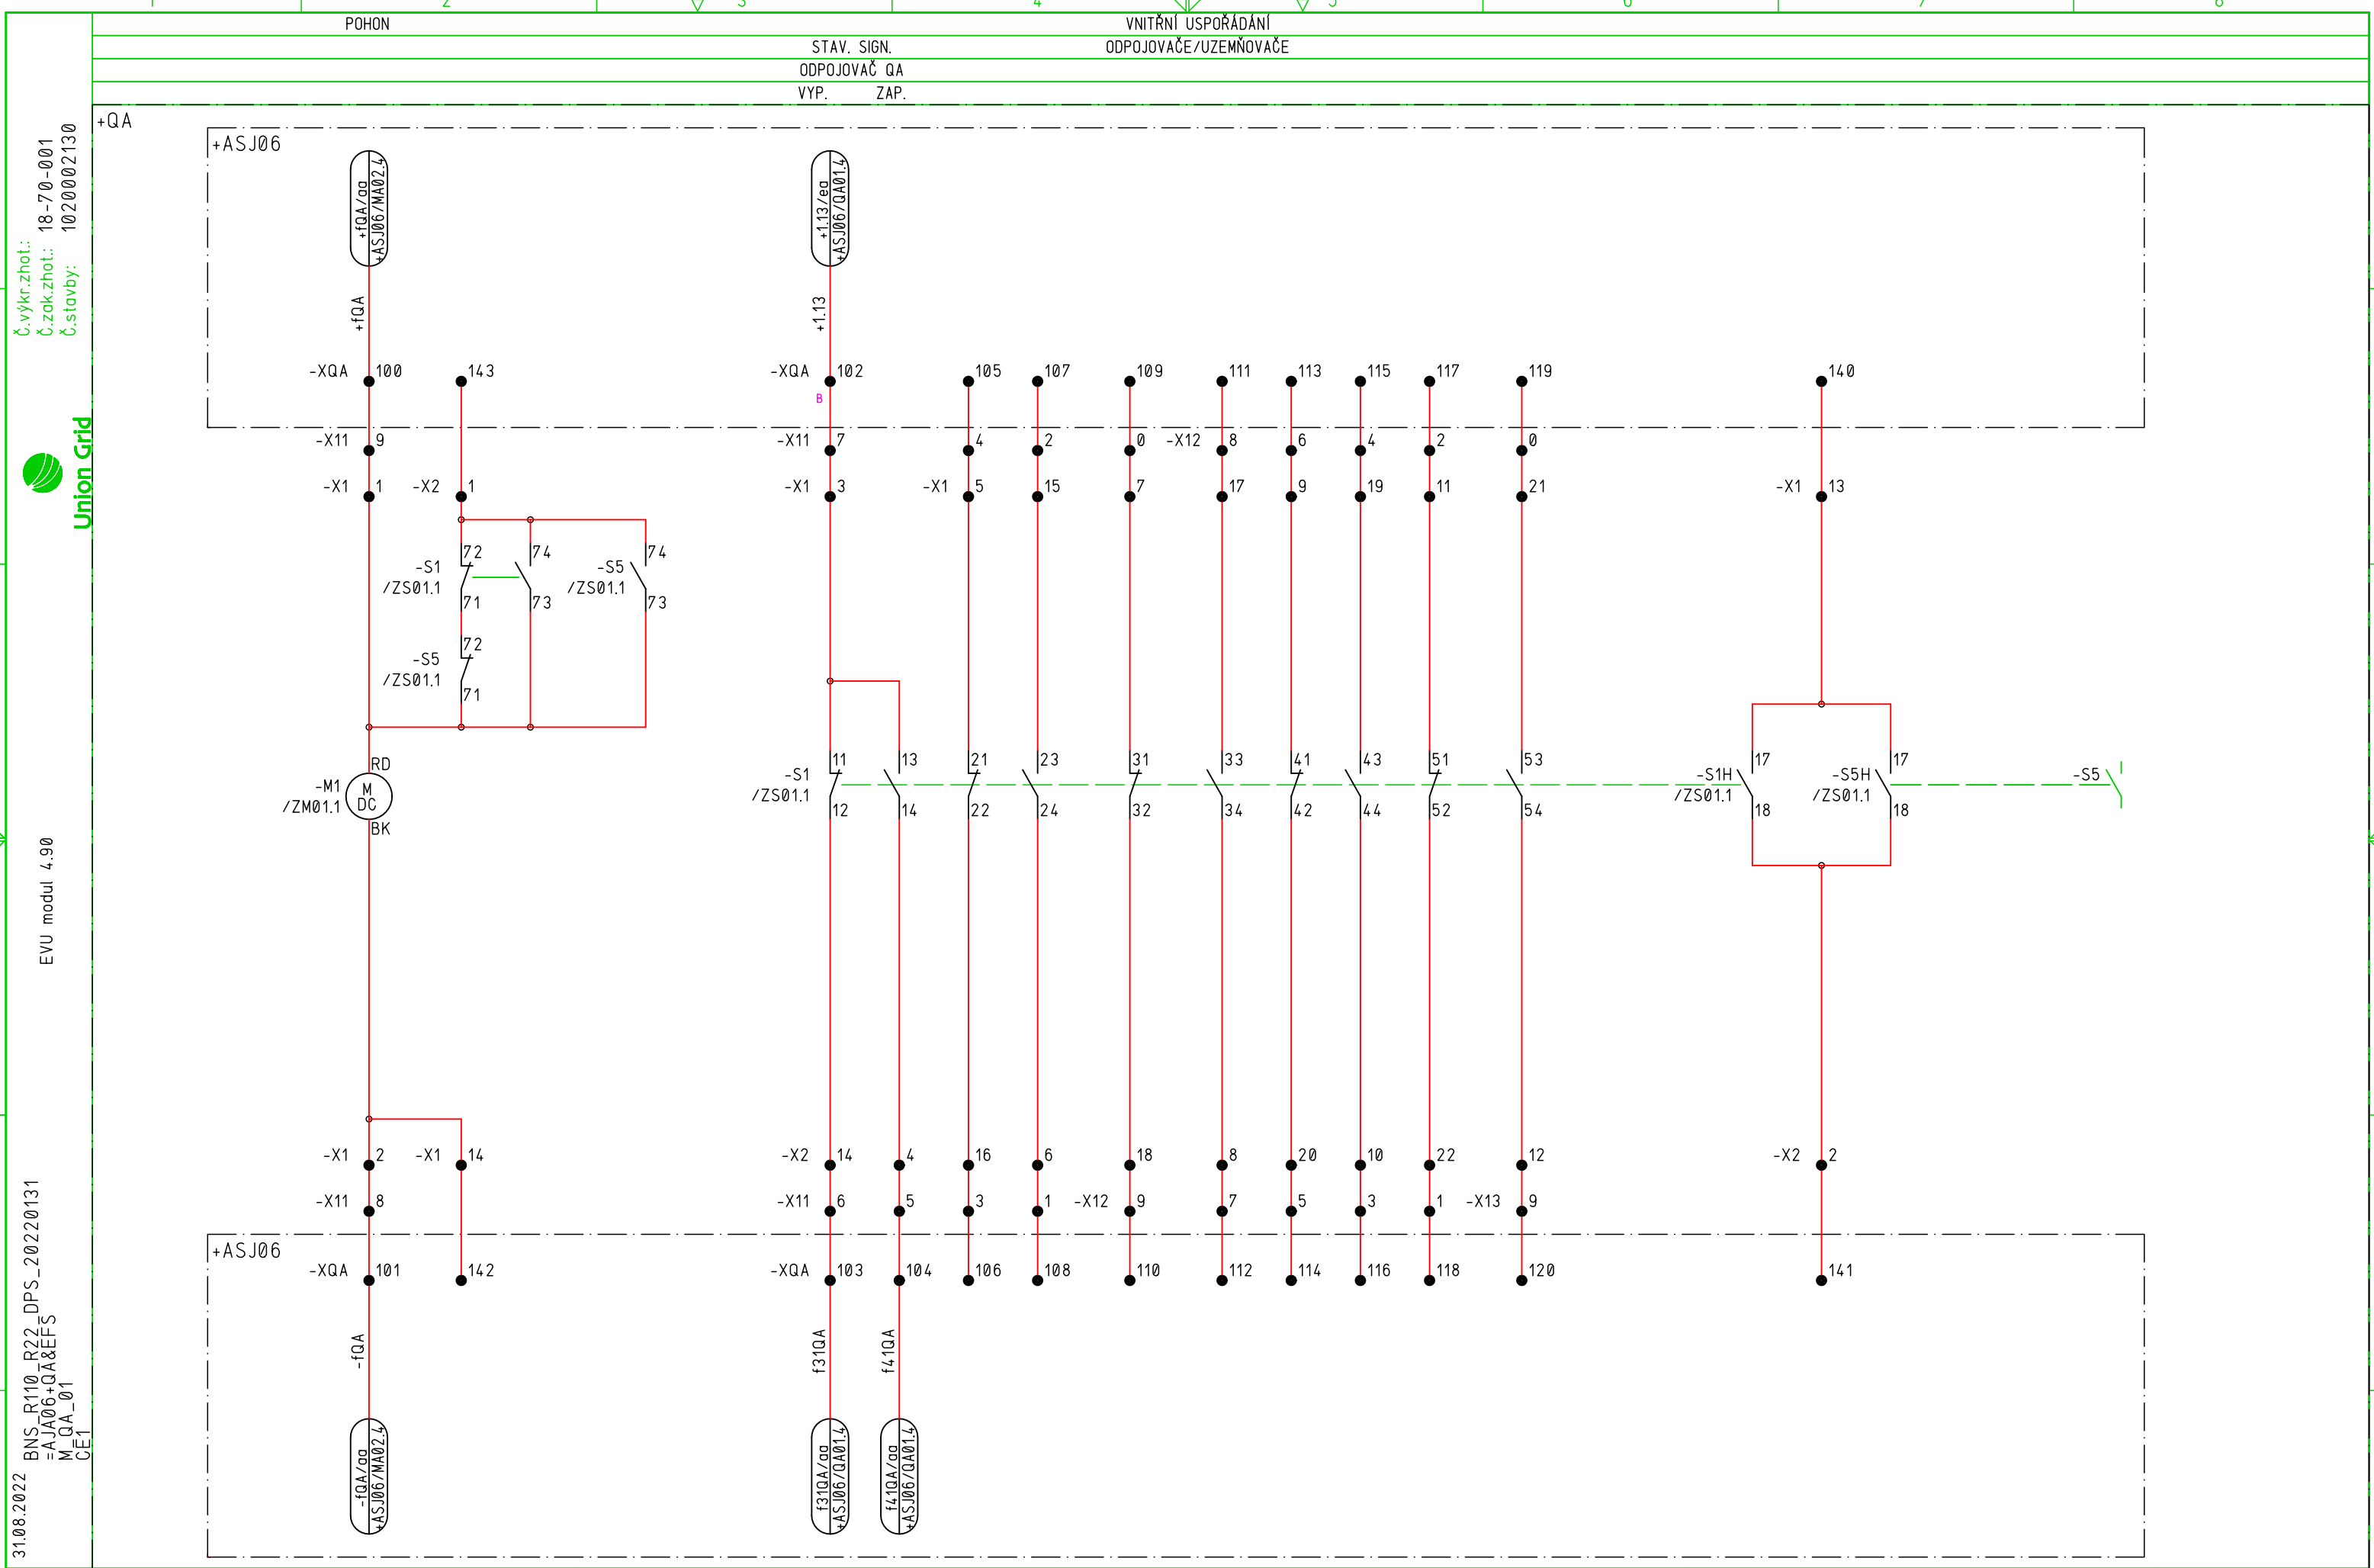 1 2 3 4 5 6 7 8
POHON VNITŘNÍ USPOŘÁDÁNÍ
STAV. SIGN. ODPOJOVAČE/UZEMŇOVAČE
ODPOJOVAČ QA
VYP. ZAP.
Č.výkr.zhot.:
Č.zak.zhot.: 18-70-001
Č.stavby: 1020002130
Union Grid
EVU modul 4.90
BNS_R110_R22_DPS_20220131
=AJA06+QA&EFS
M_QA_01
CE1
31.08.2022
+QA
+ASJ06
+fQA/aa
+ASJ06/MA02.4
+1.13/ea
+ASJ06/QA01.4
+fQA
+1.13
-XQA 100 143 -XQA 102 105 107 109 111 113 115 117 119 140
B
-X11 9 -X11 7 4 2 0 -X12 8 6 4 2 0
-X1 1 -X2 1 -X1 3 -X1 5 15 7 17 9 19 11 21 -X1 13
72 74 74
-S1 -S5
/ZS01.1 /ZS01.1
71 73 73
72
-S5
/ZS01.1
71
RD
-M1
/ZM01.1
M
DC
BK
11 13 21 23 31 33 41 43 51 53 17 17
-S1 -S1H -S5H -S5
/ZS01.1 /ZS01.1 /ZS01.1
12 14 22 24 32 34 42 44 52 54 18 18
-X1 2 -X1 14 -X2 14 4 16 6 18 8 20 10 22 12 -X2 2
-X11 8 -X11 6 5 3 1 -X12 9 7 5 3 1 -X13 9
+ASJ06
-XQA 101 142 -XQA 103 104 106 108 110 112 114 116 118 120 141
-fQA
f31QA
f41QA
-fQA/aa
+ASJ06/MA02.4
f31QA/aa
+ASJ06/QA01.4
f41QA/aa
+ASJ06/QA01.4